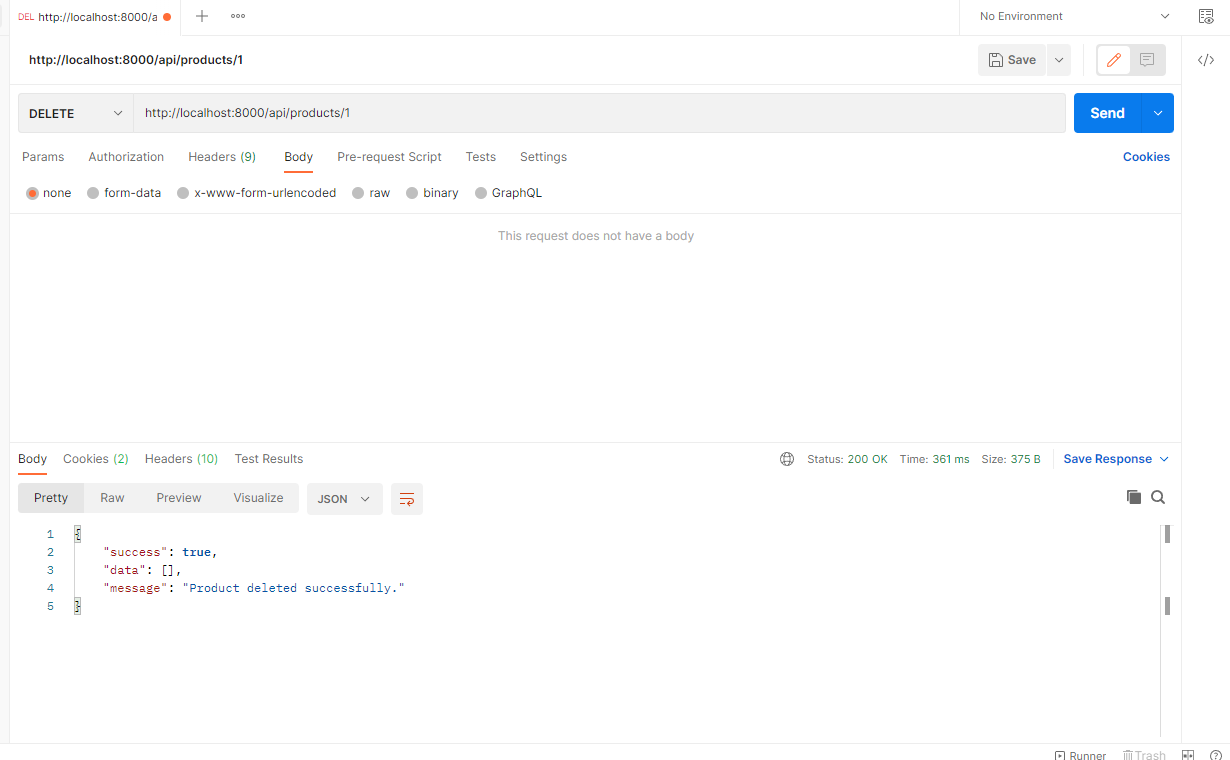 DEL http://localhost:8000/a
No Environment
http://localhost:8000/api/products/1
Save
DELETE
http://localhost:8000/api/products/1
Send
Params Authorization Headers (9) Body Pre-request Script Tests Settings Cookies
none form-data x-www-form-urlencoded raw binary GraphQL
This request does not have a body
Body Cookies (2) Headers (10) Test Results Status: 200 OK Time: 361 ms Size: 375 B Save Response
Pretty Raw Preview Visualize JSON
1 {
2 "success": true,
3 "data": [],
4 "message": "Product deleted successfully."
5 }
Runner Trash